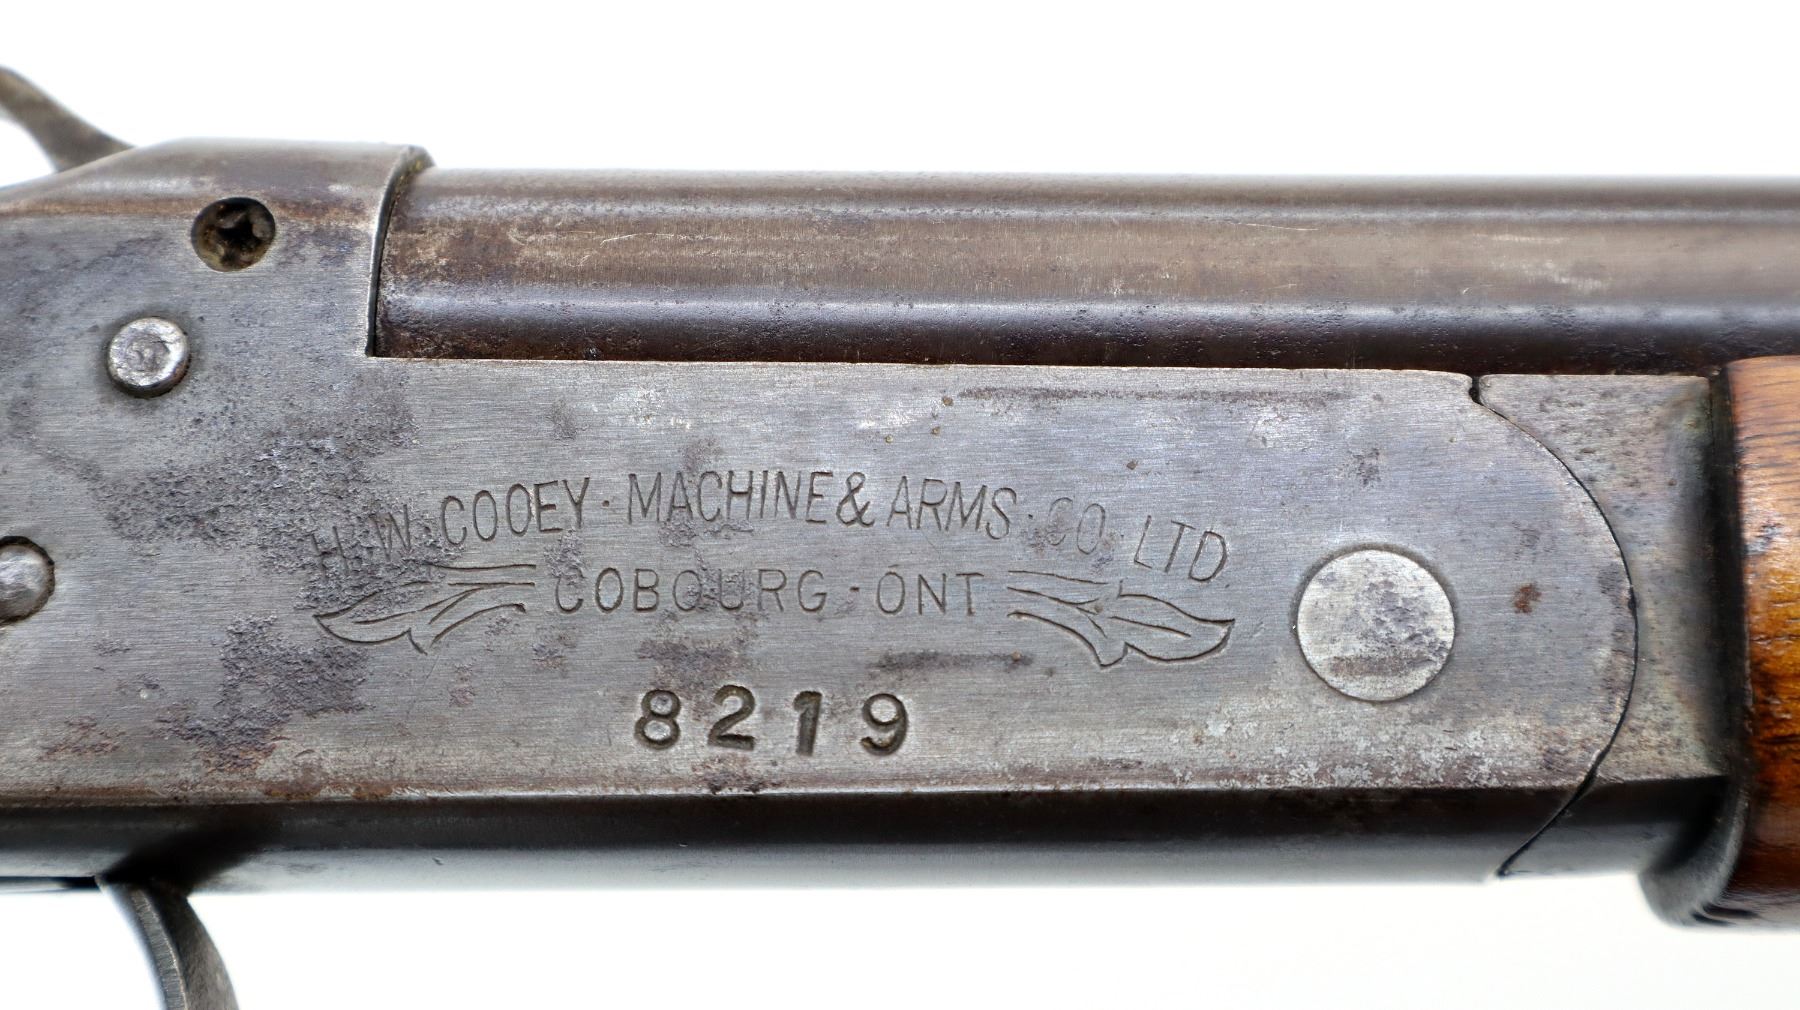 H·W·COOEY·MACHINE & ARMS·CO·LTD.
COBOURG·ONT
8219